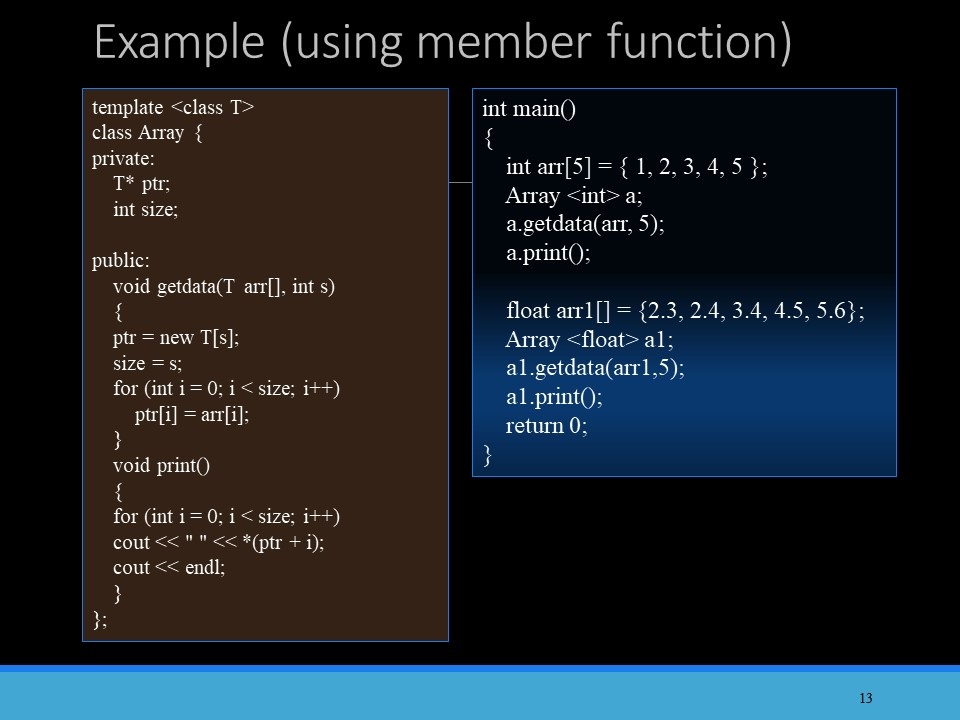 Example (using member function)
template <class T>
class Array {
private:
T* ptr;
int size;
public:
void getdata(T arr[], int s)
{
ptr = new T[s];
size = s;
for (int i = 0; i < size; i++)
ptr[i] = arr[i];
}
void print()
{
for (int i = 0; i < size; i++)
cout << " " << *(ptr + i);
cout << endl;
}
};
int main()
{
int arr[5] = { 1, 2, 3, 4, 5 };
Array <int> a;
a.getdata(arr, 5);
a.print();
float arr1[] = {2.3, 2.4, 3.4, 4.5, 5.6};
Array <float> a1;
a1.getdata(arr1,5);
a1.print();
return 0;
}
13